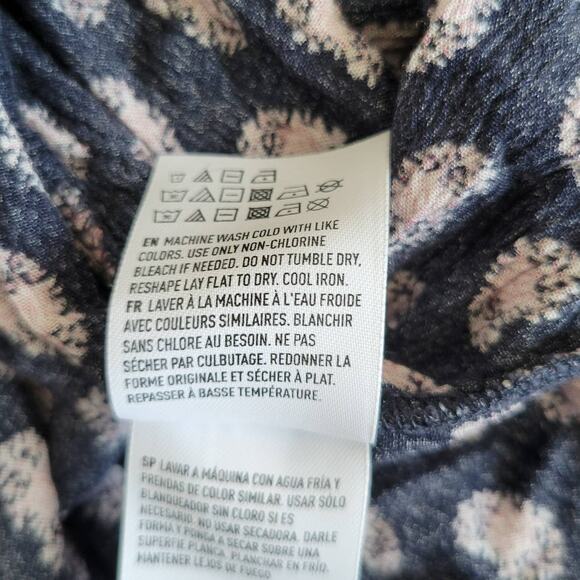 EN MACHINE WASH COLD WITH LIKE
COLORS. USE ONLY NON-CHLORINE
BLEACH IF NEEDED. DO NOT TUMBLE DRY,
RESHAPE LAY FLAT TO DRY. COOL IRON.
FR LAVER À LA MACHINE À L'EAU FROIDE
AVEC COULEURS SIMILAIRES. BLANCHIR
SANS CHLORE AU BESOIN. NE PAS
SÉCHER PAR CULBUTAGE. REDONNER LA
FORME ORIGINALE ET SÉCHER À PLAT.
REPASSER À BASSE TEMPÉRATURE.
SP LAVAR A MÁQUINA CON AGUA FRÍA Y
PRENDAS DE COLOR SIMILAR. USAR SÓLO
BLANQUEADOR SIN CLORO SI ES
NECESARIO. NO USAR SECADORA. DARLE
FORMA Y PONGA A SECAR SOBRE UNA
SUPERFIE PLANCA. PLANCHAR EN FRÍO.
MANTENER LEJOS DE FUEGO